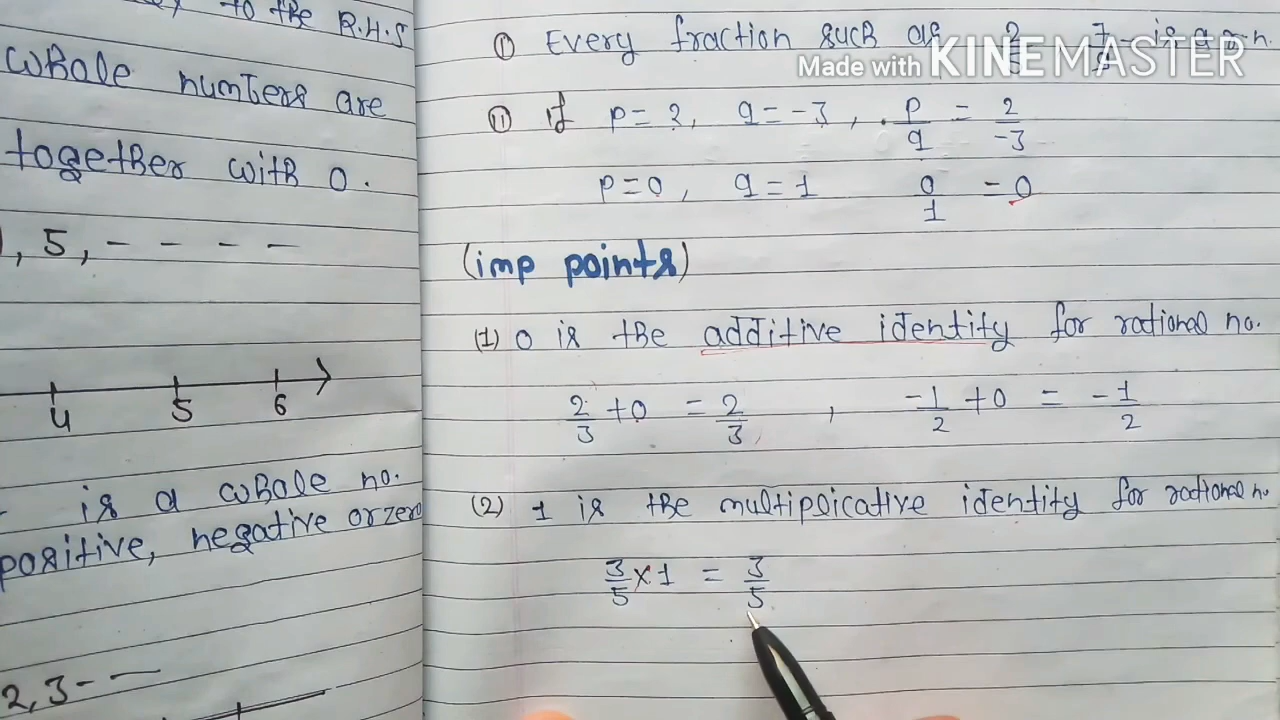 to the R.H.S
whole numbers are
together with 0.
, 5, - - - -
4 5 6
is a whole no.
positive, negative or zero
2, 3 - -
(i) Every fraction such as
Made with KINEMASTER
(ii) if p = 2, q = -3, p/q = 2/-3
p = 0, q = 1 0/1 = 0
(imp points)
(1) 0 is the additive identity for rational no.
2/3 + 0 = 2/3 , -1/2 + 0 = -1/2
(2) 1 is the multiplicative identity for rational no
3/5 × 1 = 3/5